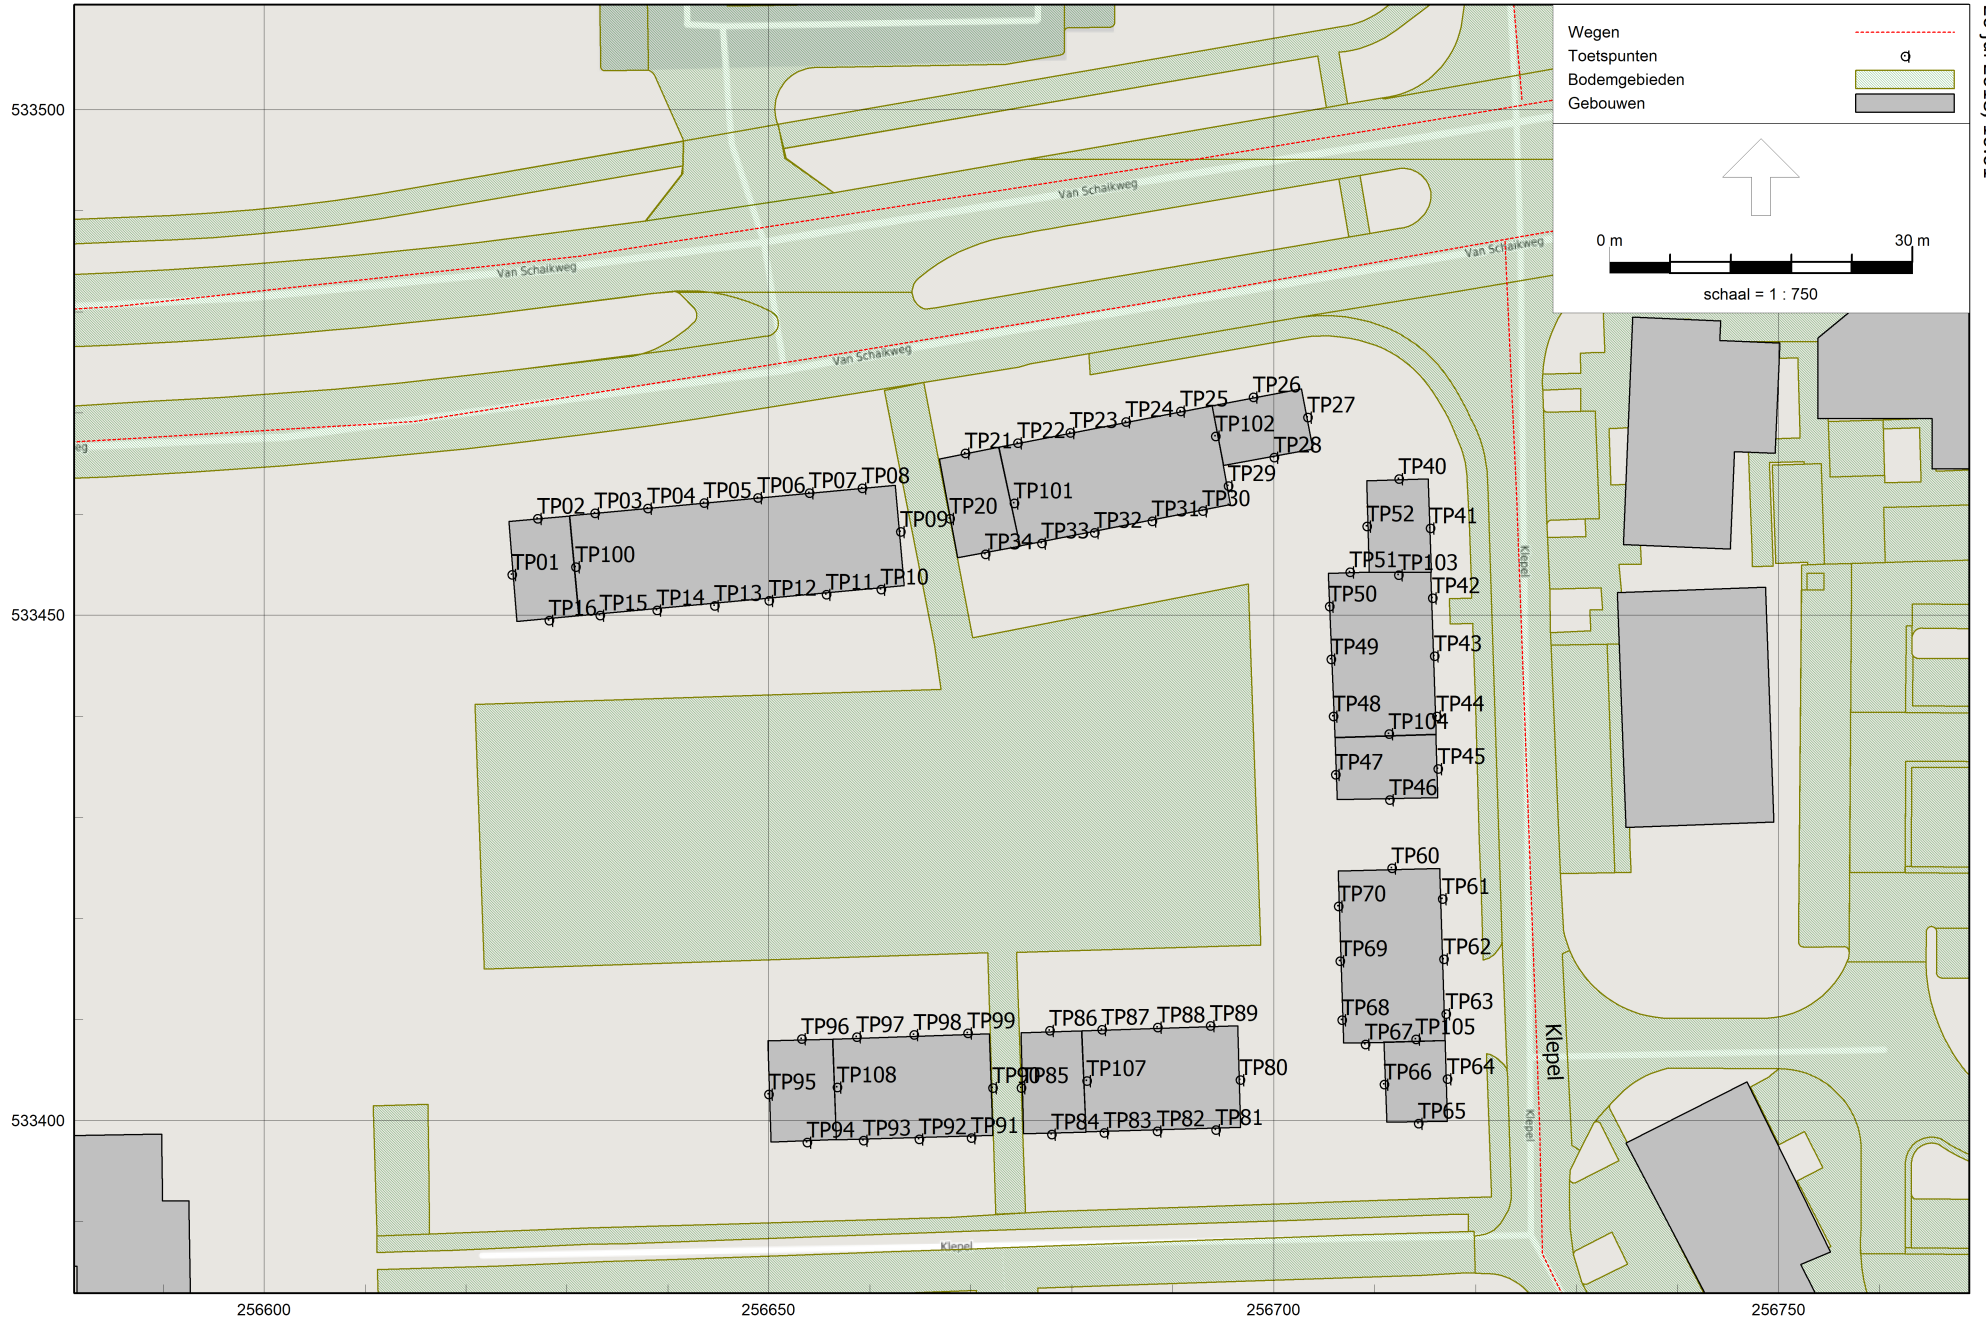 Wegen
Toetspunten
Bodemgebieden
Gebouwen
0 m 30 m
schaal = 1 : 750
533500
533450
533400
256600 256650 256700 256750
Van Schaikweg
Van Schaikweg
Van Schaikweg
Van Schaikweg
eg
TP26
TP25 TP27
TP24
TP23 TP102
TP22
TP21 TP28
TP29
TP20 TP101 TP30
TP31
TP32
TP33
TP34
TP08
TP07
TP06
TP05
TP04
TP03
TP02 TP09
TP01 TP100
TP10
TP11
TP12
TP13
TP14
TP15
TP16
TP40
TP52 TP41
TP51 TP103
TP50 TP42
TP49 TP43
TP48 TP44
TP104
TP47 TP45
TP46
TP60
TP70 TP61
TP69 TP62
TP68 TP63
TP67 TP105
TP66 TP64
TP65
TP96 TP97 TP98 TP99
TP95 TP108 TP90
TP94 TP93 TP92 TP91
TP86 TP87 TP88 TP89
TP85 TP107 TP80
TP84 TP83 TP82 TP81
Klepel
Klepel
Klepel
Klepel